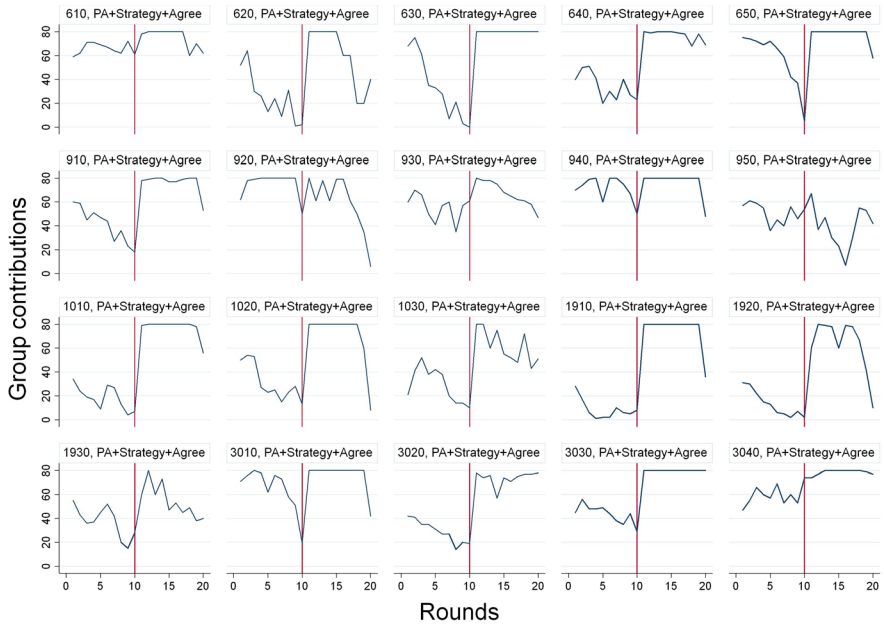 610, PA+Strategy+Agree 620, PA+Strategy+Agree 630, PA+Strategy+Agree 640, PA+Strategy+Agree 650, PA+Strategy+Agree
80
60
40
20
0
910, PA+Strategy+Agree 920, PA+Strategy+Agree 930, PA+Strategy+Agree 940, PA+Strategy+Agree 950, PA+Strategy+Agree
80
60
40
20
0
Group contributions
1010, PA+Strategy+Agree 1020, PA+Strategy+Agree 1030, PA+Strategy+Agree 1910, PA+Strategy+Agree 1920, PA+Strategy+Agree
80
60
40
20
0
1930, PA+Strategy+Agree 3010, PA+Strategy+Agree 3020, PA+Strategy+Agree 3030, PA+Strategy+Agree 3040, PA+Strategy+Agree
80
60
40
20
0
0 5 10 15 20 0 5 10 15 20 0 5 10 15 20 0 5 10 15 20 0 5 10 15 20
Rounds